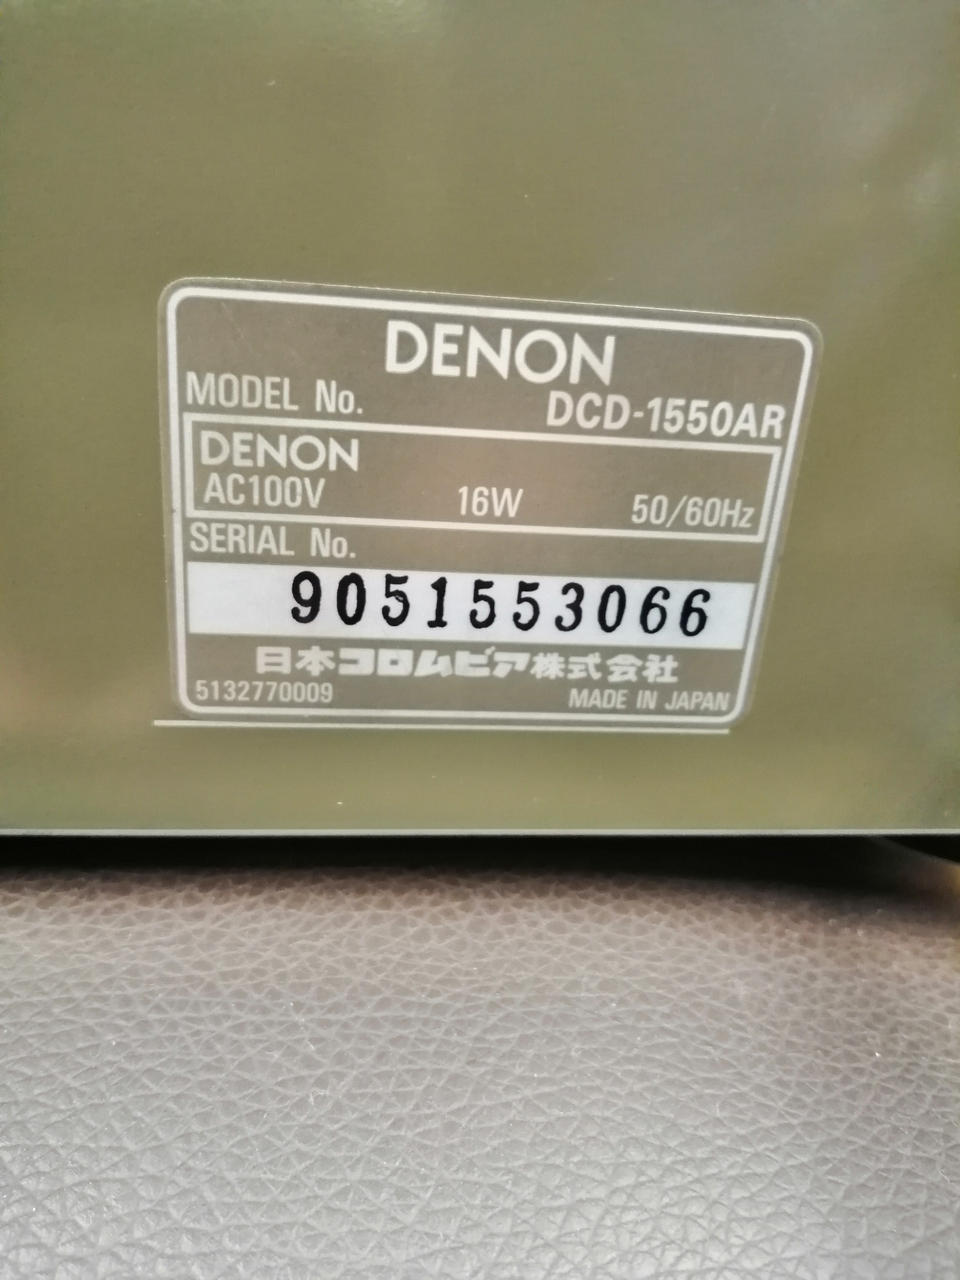 DENON
MODEL No. DCD-1550AR
DENON
AC100V 16W 50/60Hz
SERIAL No.
9051553066
日本コロムビア株式会社
5132770009 MADE IN JAPAN